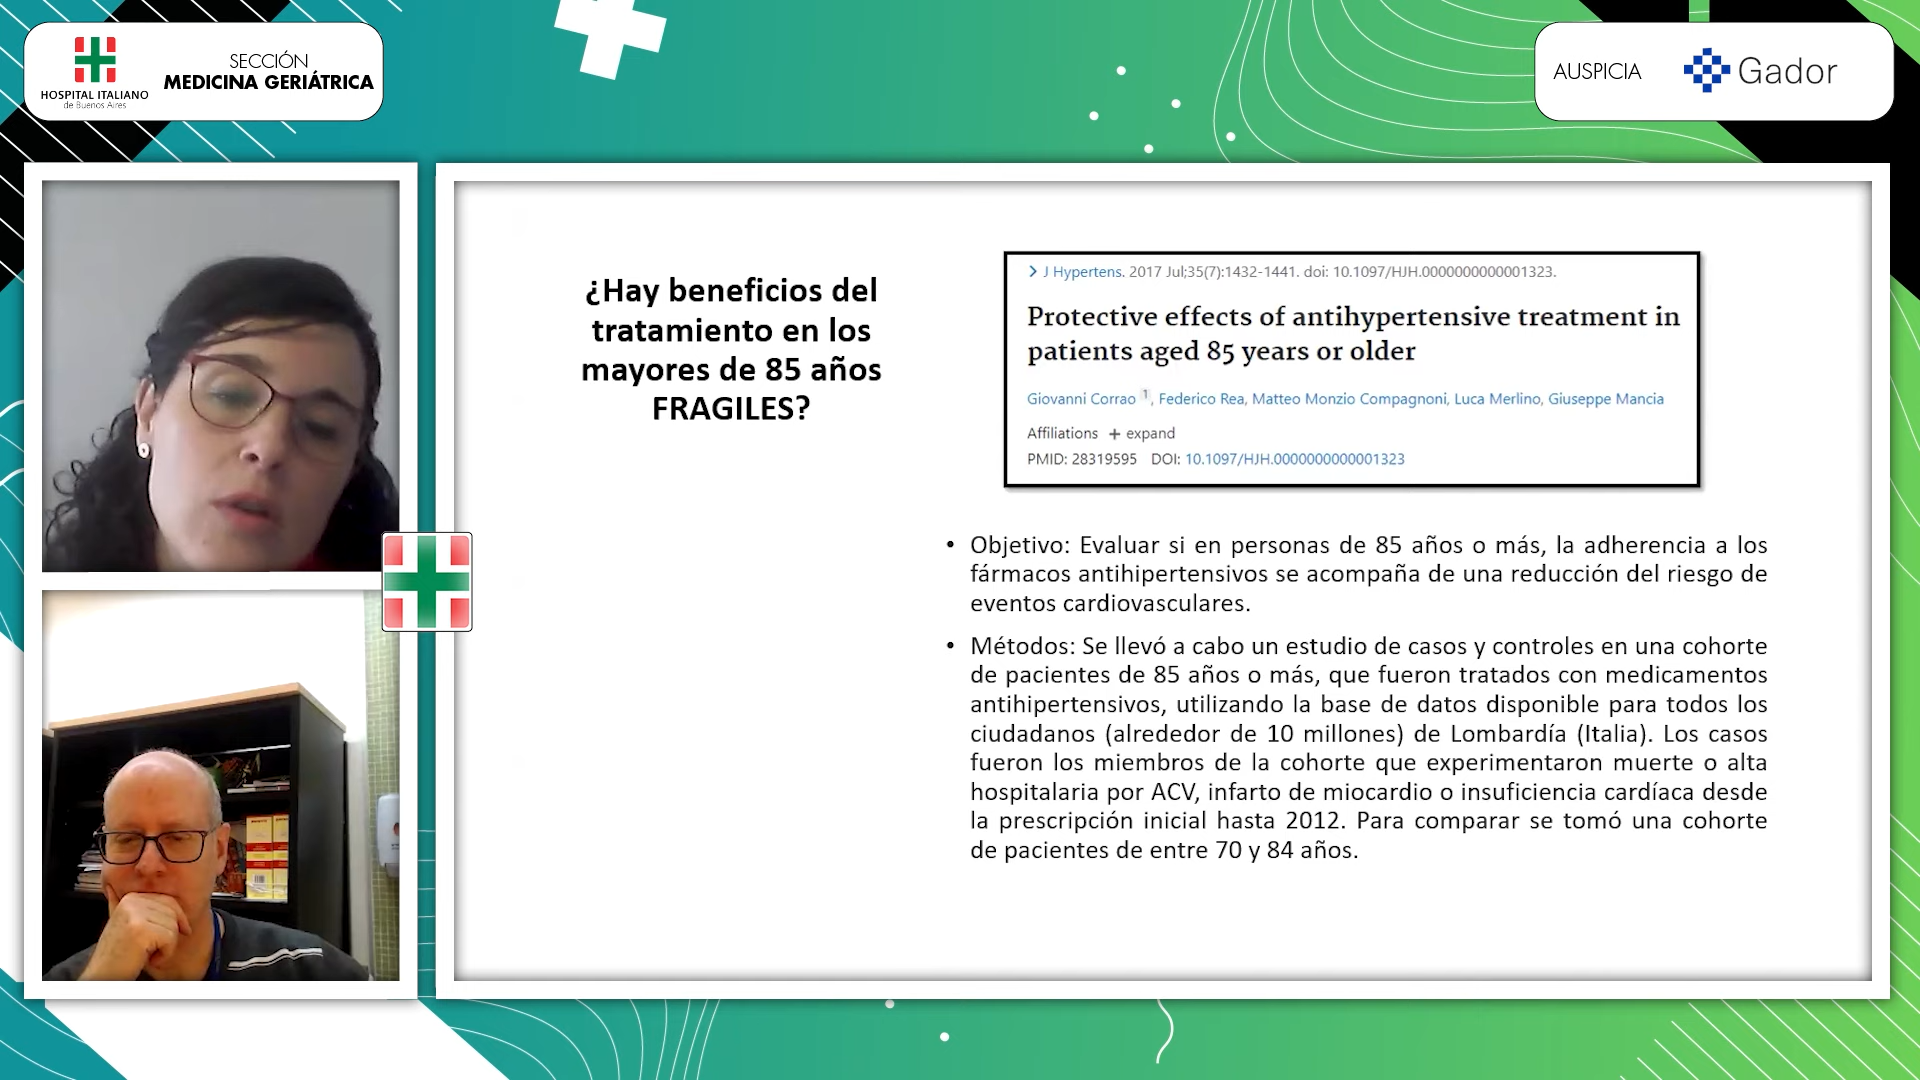 HOSPITAL ITALIANO
de Buenos Aires
SECCIÓN
MEDICINA GERIÁTRICA
AUSPICIA
Gador
¿Hay beneficios del
tratamiento en los
mayores de 85 años
FRAGILES?
J Hypertens. 2017 Jul;35(7):1432-1441. doi: 10.1097/HJH.0000000000001323.
Protective effects of antihypertensive treatment in
patients aged 85 years or older
Giovanni Corrao 1, Federico Rea, Matteo Monzio Compagnoni, Luca Merlino, Giuseppe Mancia
Affiliations + expand
PMID: 28319595 DOI: 10.1097/HJH.0000000000001323
• Objetivo: Evaluar si en personas de 85 años o más, la adherencia a los
fármacos antihipertensivos se acompaña de una reducción del riesgo de
eventos cardiovasculares.
• Métodos: Se llevó a cabo un estudio de casos y controles en una cohorte
de pacientes de 85 años o más, que fueron tratados con medicamentos
antihipertensivos, utilizando la base de datos disponible para todos los
ciudadanos (alrededor de 10 millones) de Lombardía (Italia). Los casos
fueron los miembros de la cohorte que experimentaron muerte o alta
hospitalaria por ACV, infarto de miocardio o insuficiencia cardíaca desde
la prescripción inicial hasta 2012. Para comparar se tomó una cohorte
de pacientes de entre 70 y 84 años.